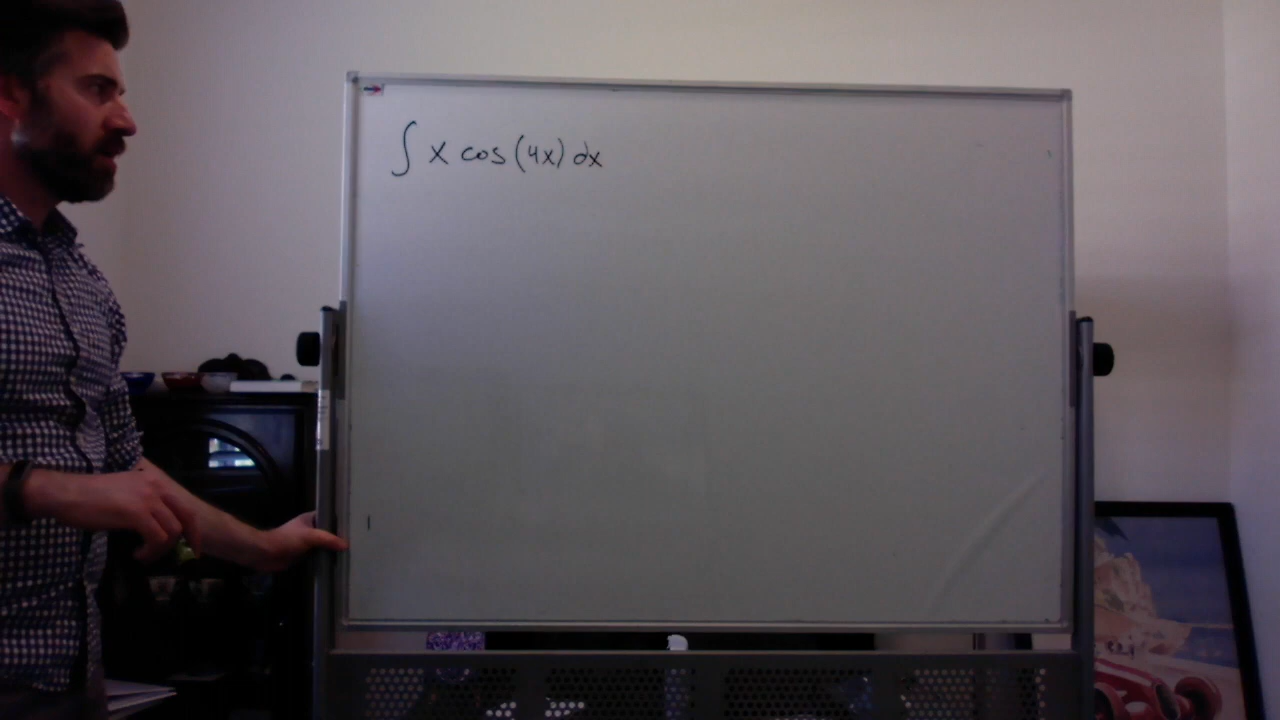 ∫ x cos(4x) dx